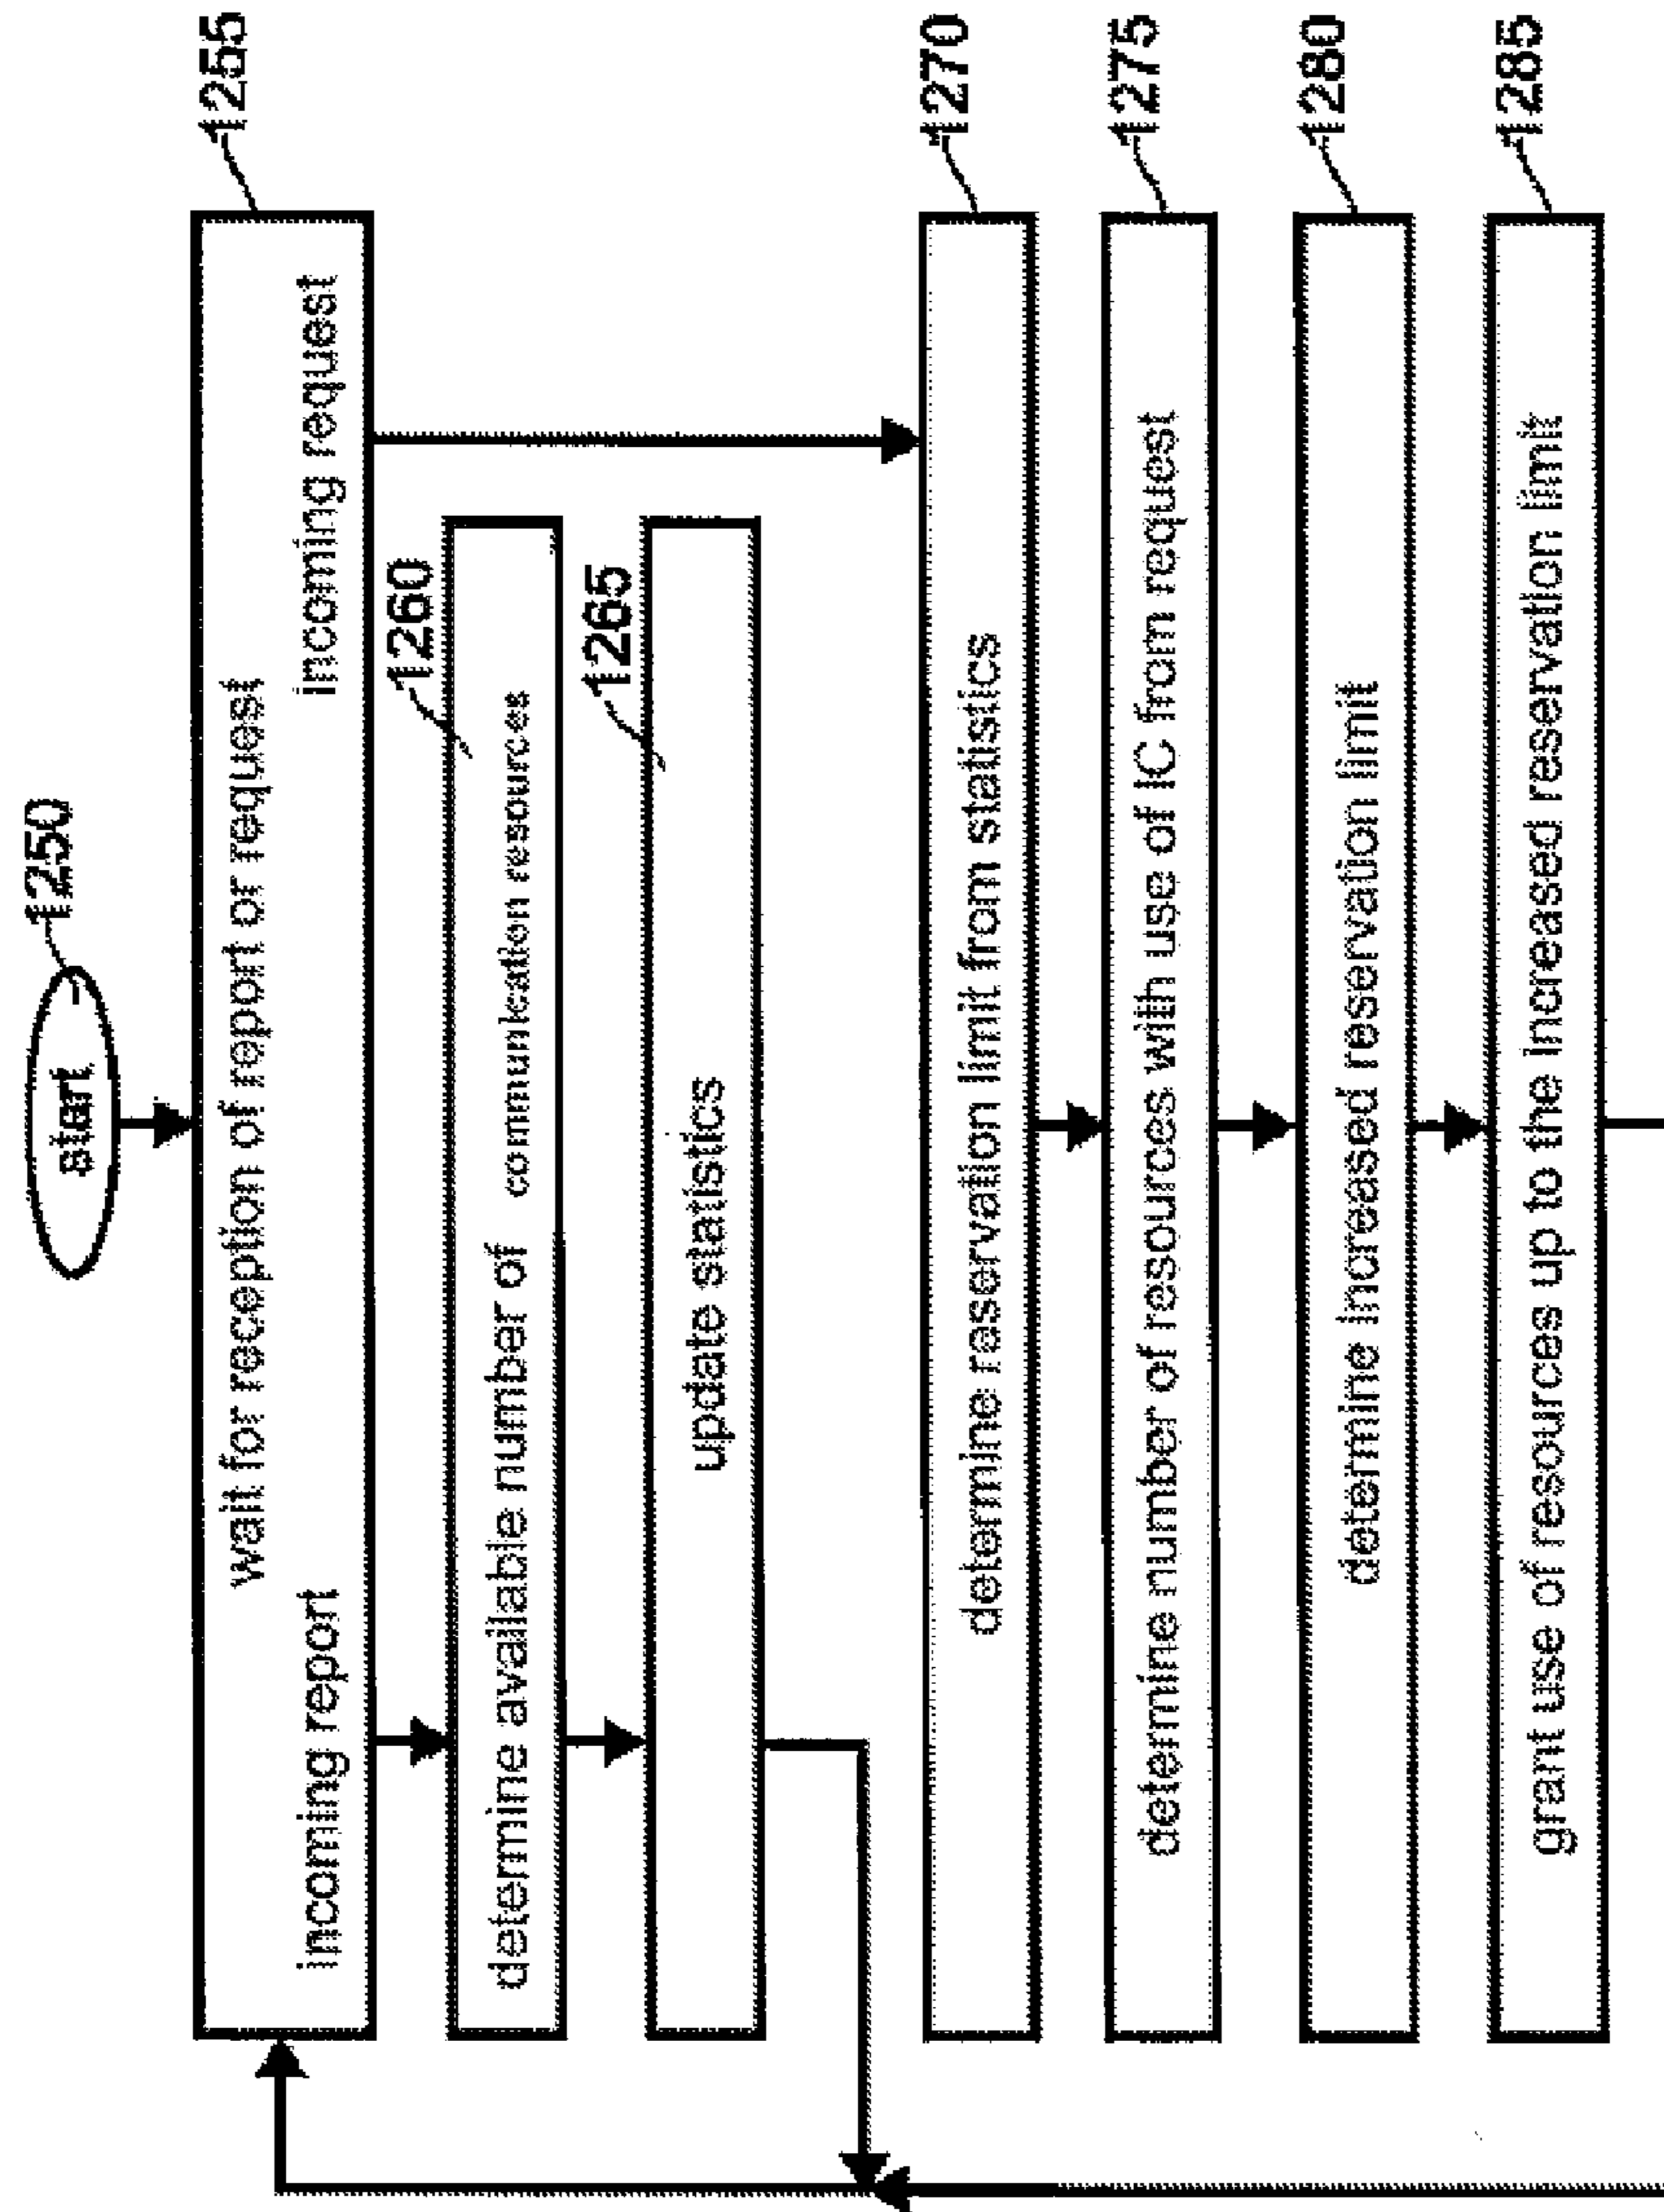 start
1250
wait for reception of report or request
1255
incoming report
incoming request
1260
determine available number of communication resources
1265
update statistics
determine reservation limit from statistics
1270
determine number of resources with use of IC from request
1275
determine increased reservation limit
1280
grant use of resources up to the increased reservation limit
1285